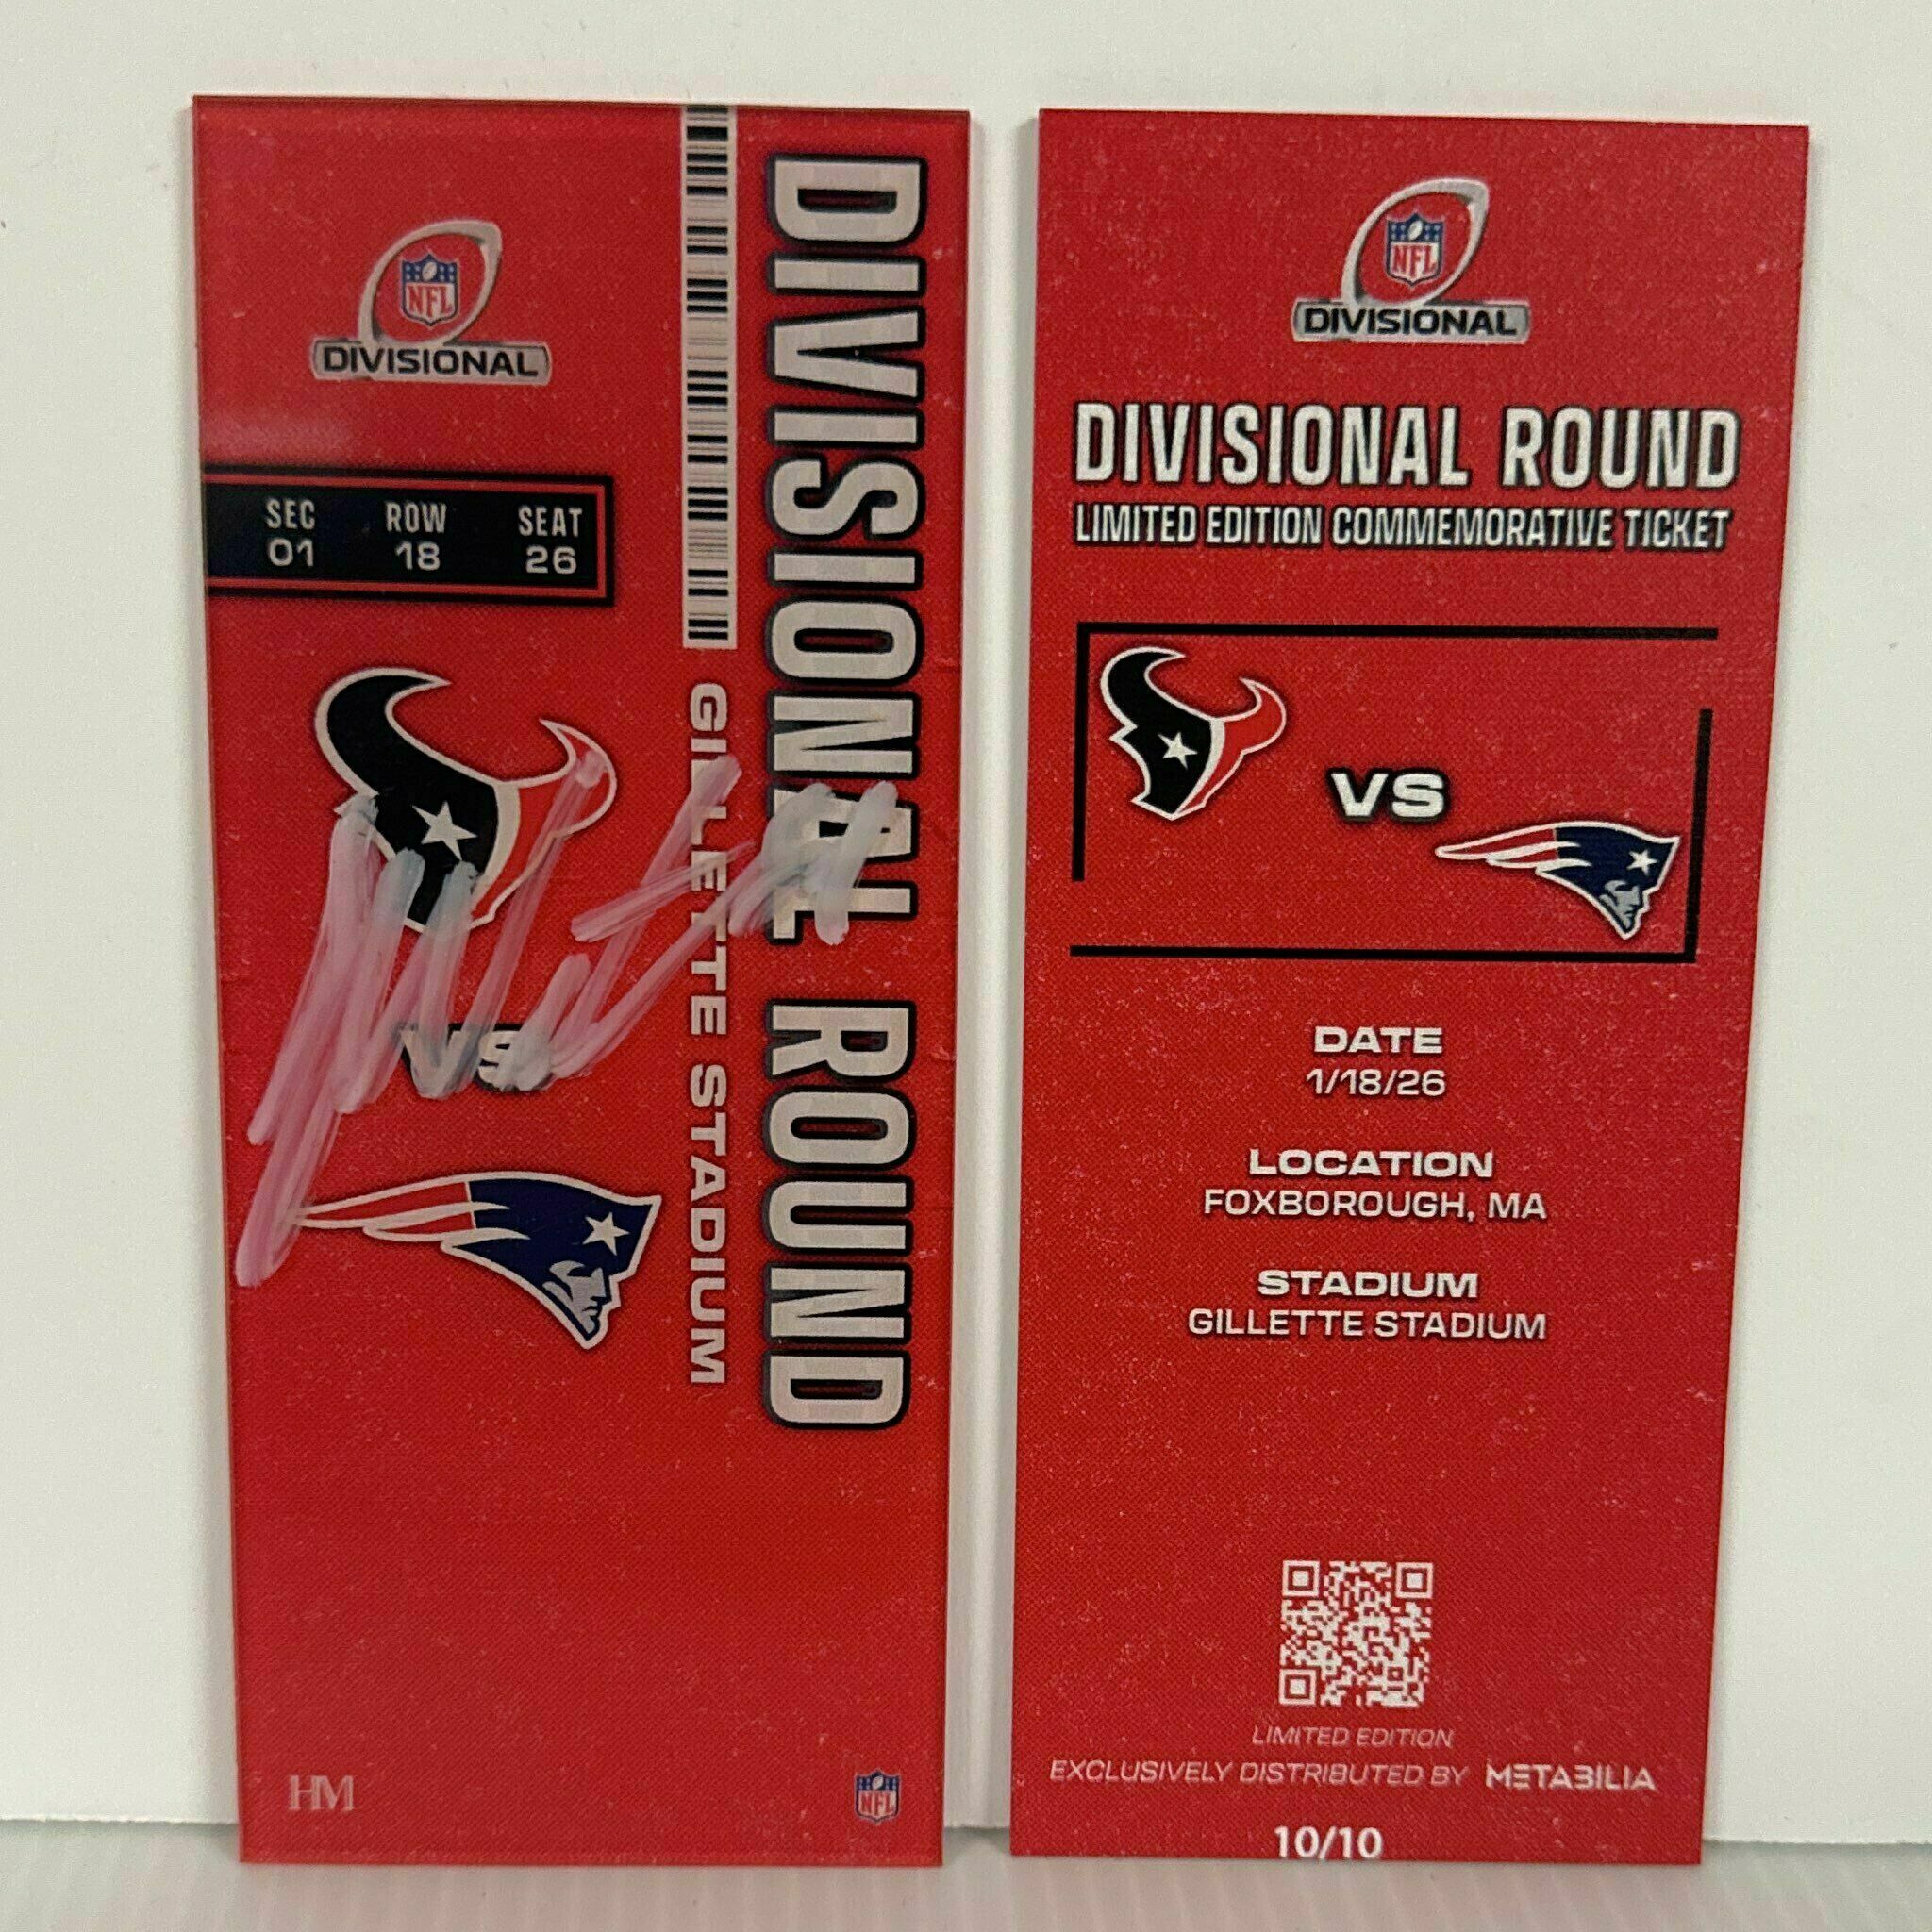 NFL
DIVISIONAL
SEC ROW SEAT
01 18 26
VS
GILLETTE STADIUM
DIVISIONAL ROUND
HM
NFL
NFL
DIVISIONAL
DIVISIONAL ROUND
LIMITED EDITION COMMEMORATIVE TICKET
VS
DATE
1/18/26
LOCATION
FOXBOROUGH, MA
STADIUM
GILLETTE STADIUM
LIMITED EDITION
EXCLUSIVELY DISTRIBUTED BY METABILIA
10/10